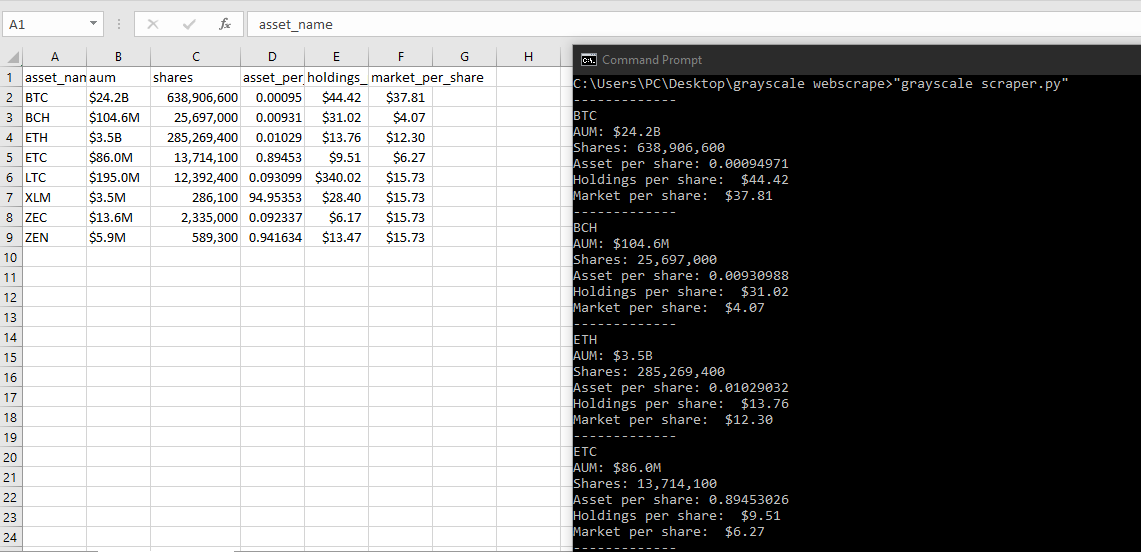 A1 fx asset_name
A B C D E F G H
1 asset_nan aum shares asset_per_ holdings_ market_per_share
2 BTC $24.2B 638,906,600 0.00095 $44.42 $37.81
3 BCH $104.6M 25,697,000 0.00931 $31.02 $4.07
4 ETH $3.5B 285,269,400 0.01029 $13.76 $12.30
5 ETC $86.0M 13,714,100 0.89453 $9.51 $6.27
6 LTC $195.0M 12,392,400 0.093099 $340.02 $15.73
7 XLM $3.5M 286,100 94.95353 $28.40 $15.73
8 ZEC $13.6M 2,335,000 0.092337 $6.17 $15.73
9 ZEN $5.9M 589,300 0.941634 $13.47 $15.73
10
11
12
13
14
15
16
17
18
19
20
21
22
23
24
C:\. Command Prompt
C:\Users\PC\Desktop\grayscale webscrape>"grayscale scraper.py"
-------------
BTC
AUM: $24.2B
Shares: 638,906,600
Asset per share: 0.00094971
Holdings per share:  $44.42
Market per share:  $37.81
-------------
BCH
AUM: $104.6M
Shares: 25,697,000
Asset per share: 0.00930988
Holdings per share:  $31.02
Market per share:  $4.07
-------------
ETH
AUM: $3.5B
Shares: 285,269,400
Asset per share: 0.01029032
Holdings per share:  $13.76
Market per share:  $12.30
-------------
ETC
AUM: $86.0M
Shares: 13,714,100
Asset per share: 0.89453026
Holdings per share:  $9.51
Market per share:  $6.27
-------------